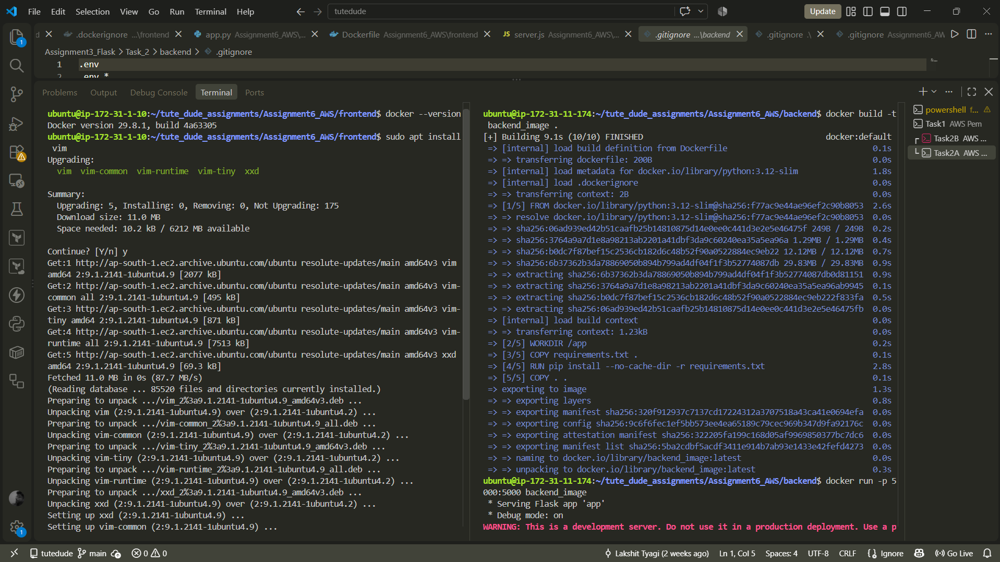 File Edit Selection View Go Run Terminal Help
tutedude
Update
d
.dockerignore ...\frontend
app.py Assignment6_AWS\...
Dockerfile Assignment6_AWS\frontend
JS server.js Assignment6_AWS\...
.gitignore ...\backend
.gitignore .\
.gitignore Assignment6_AW
Assignment3_Flask > Task_2 > backend > .gitignore
1 .env
2 .env.*
Problems Output Debug Console Terminal Ports
ubuntu@ip-172-31-1-10:~/tute_dude_assignments/Assignment6_AWS/frontend$ docker --version
Docker version 29.8.1, build 4a63305
ubuntu@ip-172-31-1-10:~/tute_dude_assignments/Assignment6_AWS/frontend$ sudo apt install
vim
Upgrading:
vim vim-common vim-runtime vim-tiny xxd
Summary:
Upgrading: 5, Installing: 0, Removing: 0, Not Upgrading: 175
Download size: 11.0 MB
Space needed: 10.2 kB / 6212 MB available
Continue? [Y/n] y
Get:1 http://ap-south-1.ec2.archive.ubuntu.com/ubuntu resolute-updates/main amd64v3 vim
amd64 2:9.1.2141-1ubuntu4.9 [2077 kB]
Get:2 http://ap-south-1.ec2.archive.ubuntu.com/ubuntu resolute-updates/main amd64v3 vim-
common all 2:9.1.2141-1ubuntu4.9 [495 kB]
Get:3 http://ap-south-1.ec2.archive.ubuntu.com/ubuntu resolute-updates/main amd64v3 vim-
tiny amd64 2:9.1.2141-1ubuntu4.9 [871 kB]
Get:4 http://ap-south-1.ec2.archive.ubuntu.com/ubuntu resolute-updates/main amd64v3 vim-
runtime all 2:9.1.2141-1ubuntu4.9 [7513 kB]
Get:5 http://ap-south-1.ec2.archive.ubuntu.com/ubuntu resolute-updates/main amd64v3 xxd
amd64 2:9.1.2141-1ubuntu4.9 [69.3 kB]
Fetched 11.0 MB in 0s (87.7 MB/s)
(Reading database ... 85520 files and directories currently installed.)
Preparing to unpack .../vim_2%3a9.1.2141-1ubuntu4.9_amd64v3.deb ...
Unpacking vim (2:9.1.2141-1ubuntu4.9) over (2:9.1.2141-1ubuntu4.2) ...
Preparing to unpack .../vim-common_2%3a9.1.2141-1ubuntu4.9_all.deb ...
Unpacking vim-common (2:9.1.2141-1ubuntu4.9) over (2:9.1.2141-1ubuntu4.2) ...
Preparing to unpack .../vim-tiny_2%3a9.1.2141-1ubuntu4.9_amd64v3.deb ...
Unpacking vim-tiny (2:9.1.2141-1ubuntu4.9) over (2:9.1.2141-1ubuntu4.2) ...
Preparing to unpack .../vim-runtime_2%3a9.1.2141-1ubuntu4.9_all.deb ...
Unpacking vim-runtime (2:9.1.2141-1ubuntu4.9) over (2:9.1.2141-1ubuntu4.2) ...
Preparing to unpack .../xxd_2%3a9.1.2141-1ubuntu4.9_amd64v3.deb ...
Unpacking xxd (2:9.1.2141-1ubuntu4.9) over (2:9.1.2141-1ubuntu4.2) ...
Setting up xxd (2:9.1.2141-1ubuntu4.9) ...
Setting up vim-common (2:9.1.2141-1ubuntu4.9) ...
ubuntu@ip-172-31-11-174:~/tute_dude_assignments/Assignment6_AWS/backend$ docker build -t
backend_image .
[+] Building 9.1s (10/10) FINISHED docker:default
=> [internal] load build definition from Dockerfile 0.1s
=> => transferring dockerfile: 200B 0.0s
=> [internal] load metadata for docker.io/library/python:3.12-slim 1.8s
=> [internal] load .dockerignore 0.0s
=> => transferring context: 2B 0.0s
=> [1/5] FROM docker.io/library/python:3.12-slim@sha256:f77ac9e44ae96ef2c90b8053 2.6s
=> => resolve docker.io/library/python:3.12-slim@sha256:f77ac9e44ae96ef2c90b8053 0.0s
=> => sha256:06ad939ed42b51caafb25b14810875d14e0ee0c441d3e2e5e46475f 249B / 249B 0.2s
=> => sha256:3764a9a7d1e8a98213ab2201a41dbf3da9c60240ea35a5ea96a 1.29MB / 1.29MB 0.4s
=> => sha256:b0dc7f87bef15c2536cb182d6c48b52f90a0522884ec9eb22 12.12MB / 12.12MB 0.7s
=> => sha256:6b37362b3da78869050b894b799ad4df04f1f3b52774087db 29.83MB / 29.83MB 0.9s
=> => extracting sha256:6b37362b3da78869050b894b799ad4df04f1f3b52774087db0d81151 0.9s
=> => extracting sha256:3764a9a7d1e8a98213ab2201a41dbf3da9c60240ea35a5ea96ab9945 0.1s
=> => extracting sha256:b0dc7f87bef15c2536cb182d6c48b52f90a0522884ec9eb222f833fa 0.5s
=> => extracting sha256:06ad939ed42b51caafb25b14810875d14e0ee0c441d3e2e5e46475fb 0.0s
=> [internal] load build context 0.0s
=> => transferring context: 1.23kB 0.0s
=> [2/5] WORKDIR /app 0.2s
=> [3/5] COPY requirements.txt . 0.1s
=> [4/5] RUN pip install --no-cache-dir -r requirements.txt 2.8s
=> [5/5] COPY . . 0.1s
=> exporting to image 1.3s
=> => exporting layers 0.8s
=> => exporting manifest sha256:320f912937c7137cd17224312a3707518a43ca41e0694efa 0.0s
=> => exporting config sha256:9c6f6fec1ef5bb573ee4ea65189c79cec969b347d9fa92176c 0.0s
=> => exporting attestation manifest sha256:322205fa199c168d05af9969850377bc7dc6 0.0s
=> => exporting manifest list sha256:5ba2cdbf5acdf3411e914b7ab93e1433e42fefd4273 0.0s
=> => naming to docker.io/library/backend_image:latest 0.0s
=> => unpacking to docker.io/library/backend_image:latest 0.3s
ubuntu@ip-172-31-11-174:~/tute_dude_assignments/Assignment6_AWS/backend$ docker run -p 5
000:5000 backend_image
* Serving Flask app 'app'
* Debug mode: on
WARNING: This is a development server. Do not use it in a production deployment. Use a p
powershell f...
Task1 AWS Pem
Task2B AWS ...
Task2A AWS ...
1
1
tutedude main 0 0
Lakshit Tyagi (2 weeks ago) Ln 1, Col 5 Spaces: 4 UTF-8 CRLF Ignore Go Live